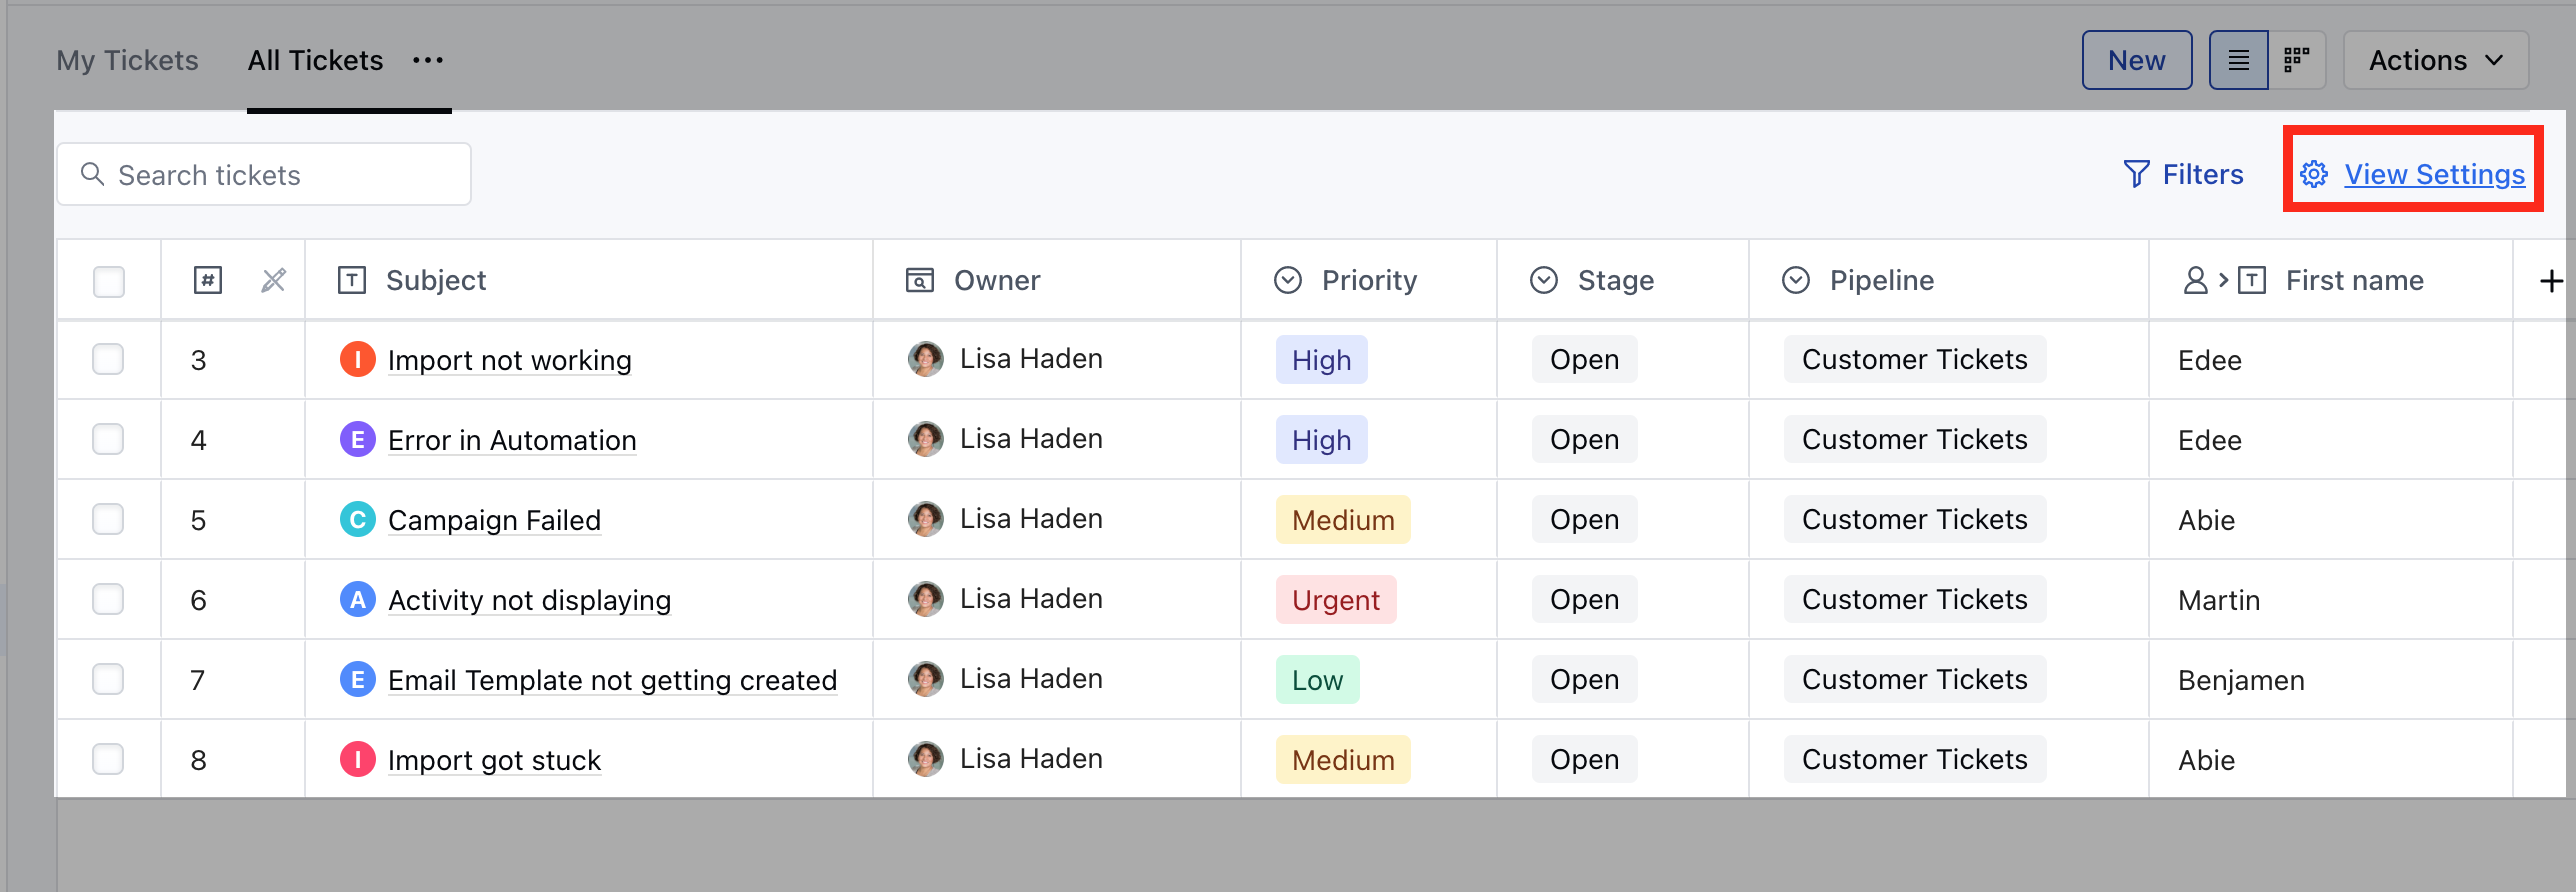 My Tickets All Tickets ••• New Actions
Search tickets Filters View Settings
# Subject Owner Priority Stage Pipeline T First name +
3 I Import not working Lisa Haden High Open Customer Tickets Edee
4 E Error in Automation Lisa Haden High Open Customer Tickets Edee
5 C Campaign Failed Lisa Haden Medium Open Customer Tickets Abie
6 A Activity not displaying Lisa Haden Urgent Open Customer Tickets Martin
7 E Email Template not getting created Lisa Haden Low Open Customer Tickets Benjamen
8 I Import got stuck Lisa Haden Medium Open Customer Tickets Abie